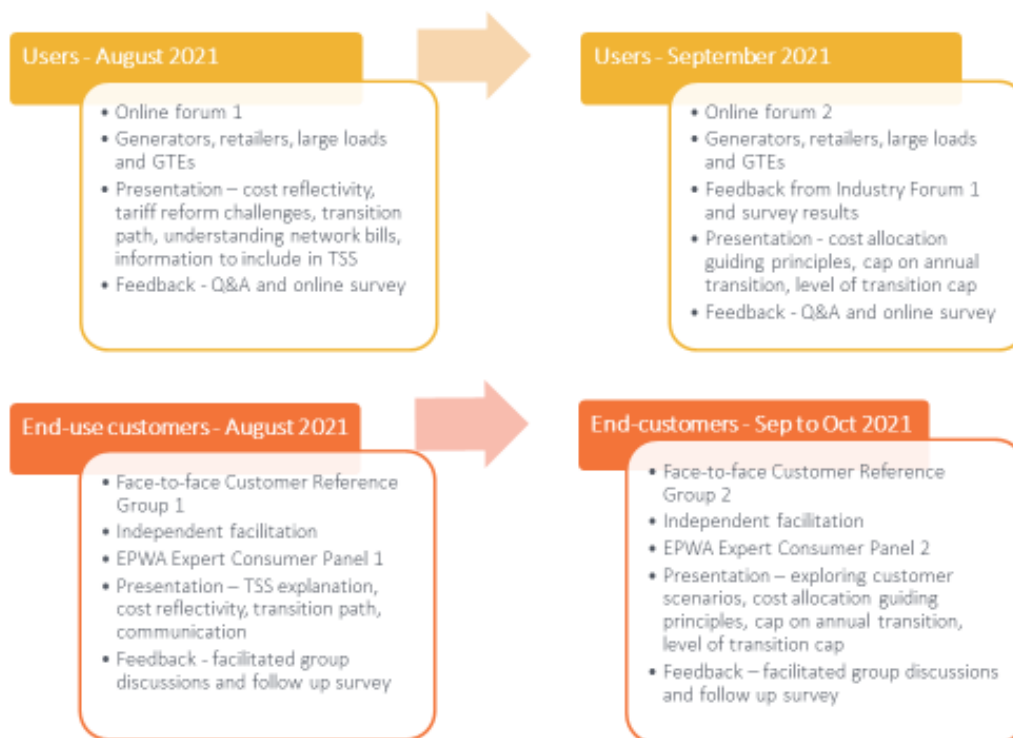 Users - August 2021
• Online forum 1
• Generators, retailers, large loads
and GTEs
• Presentation – cost reflectivity,
tariff reform challenges, transition
path, understanding network bills,
information to include in TSS
• Feedback - Q&A and online survey
Users - September 2021
• Online forum 2
• Generators, retailers, large loads
and GTEs
• Feedback from Industry Forum 1
and survey results
• Presentation - cost allocation
guiding principles, cap on annual
transition, level of transition cap
• Feedback - Q&A and online survey
End-use customers - August 2021
• Face-to-face Customer Reference
Group 1
• Independent facilitation
• EPWA Expert Consumer Panel 1
• Presentation – TSS explanation,
cost reflectivity, transition path,
communication
• Feedback - facilitated group
discussions and follow up survey
End-customers - Sep to Oct 2021
• Face-to-face Customer Reference
Group 2
• Independent facilitation
• EPWA Expert Consumer Panel 2
• Presentation – exploring customer
scenarios, cost allocation guiding
principles, cap on annual transition,
level of transition cap
• Feedback – facilitated group discussions
and follow up survey